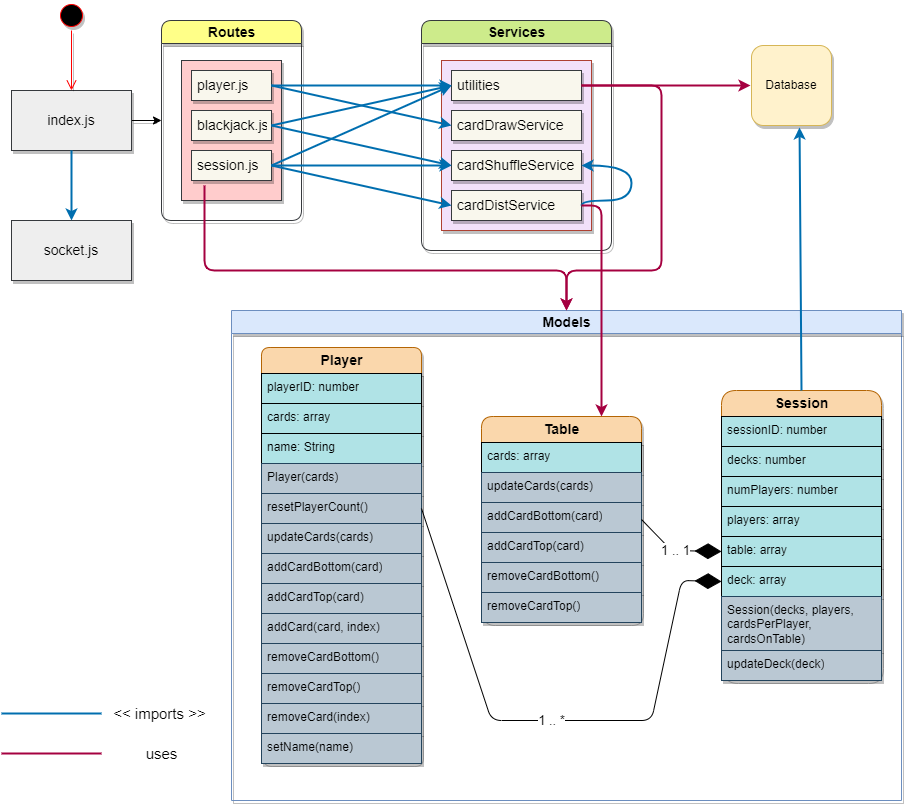 Routes
Services
player.js
utilities
Database
index.js
blackjack.js
cardDrawService
session.js
cardShuffleService
cardDistService
socket.js
Models
Player
playerID: number
cards: array
name: String
Player(cards)
resetPlayerCount()
updateCards(cards)
addCardBottom(card)
addCardTop(card)
addCard(card, index)
removeCardBottom()
removeCardTop()
removeCard(index)
setName(name)
Table
cards: array
updateCards(cards)
addCardBottom(card)
addCardTop(card)
removeCardBottom()
removeCardTop()
Session
sessionID: number
decks: number
numPlayers: number
players: array
table: array
deck: array
Session(decks, players,
cardsPerPlayer,
cardsOnTable)
updateDeck(deck)
1 .. 1
1 .. *
<< imports >>
uses